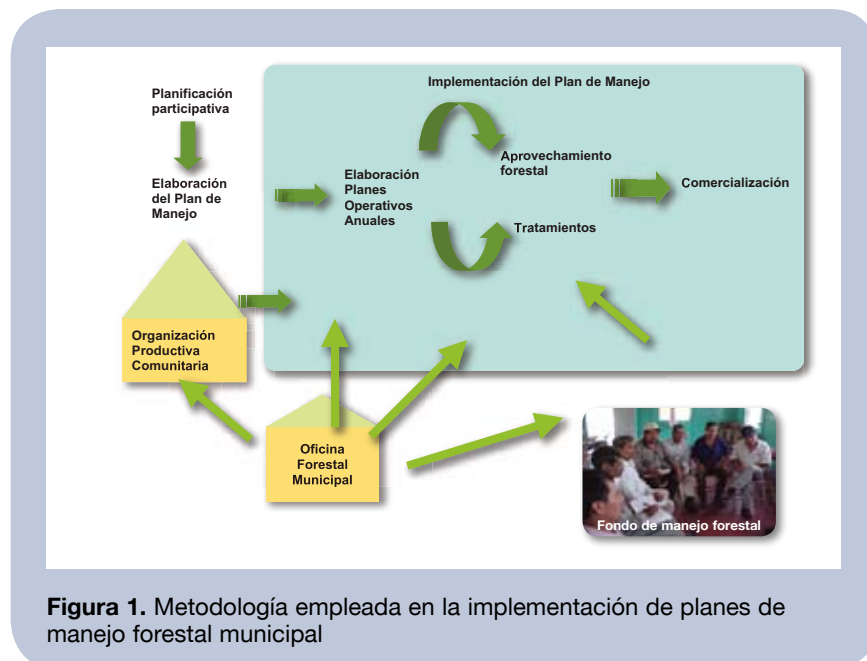 Implementación del Plan de Manejo
Planificación
participativa
Elaboración
del Plan de
Manejo
Elaboración
Planes
Operativos
Anuales
Aprovechamiento
forestal
Tratamientos
Comercialización
Organización
Productiva
Comunitaria
Oficina
Forestal
Municipal
Fondo de manejo forestal
Figura 1. Metodología empleada en la implementación de planes de
manejo forestal municipal